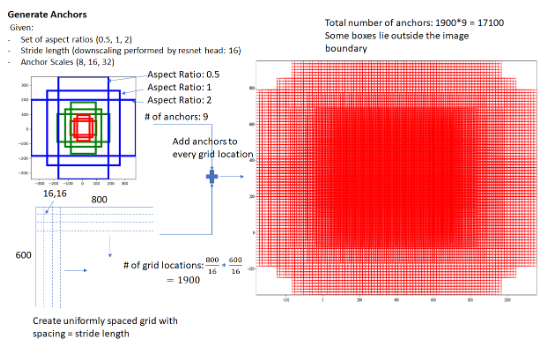 Generate Anchors
Given:
- Set of aspect ratios (0.5, 1, 2)
- Stride length (downscaling performed by resnet head: 16)
- Anchor Scales (8, 16, 32)
Aspect Ratio: 0.5
Aspect Ratio: 1
Aspect Ratio: 2
# of anchors: 9
Add anchors to
every grid location
16,16
800
600
# of grid locations: 800/16 * 600/16
= 1900
Create uniformly spaced grid with
spacing = stride length
Total number of anchors: 1900*9 = 17100
Some boxes lie outside the image
boundary